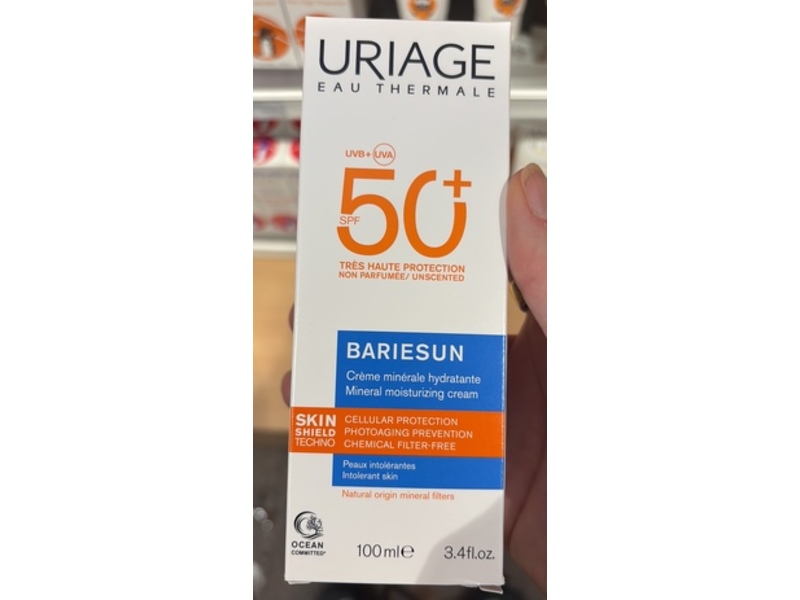 URIAGE
EAU THERMALE
UVB+ UVA
SPF 50+
TRÈS HAUTE PROTECTION
NON PARFUMÉE/ UNSCENTED
BARIESUN
Crème minérale hydratante
Mineral moisturizing cream
SKIN
SHIELD
TECHNO
CELLULAR PROTECTION
PHOTOAGING PREVENTION
CHEMICAL FILTER-FREE
Peaux intolérantes
Intolerant skin
Natural origin mineral filters
OCEAN
COMMITTED*
100 ml℮ 3.4fl.oz.